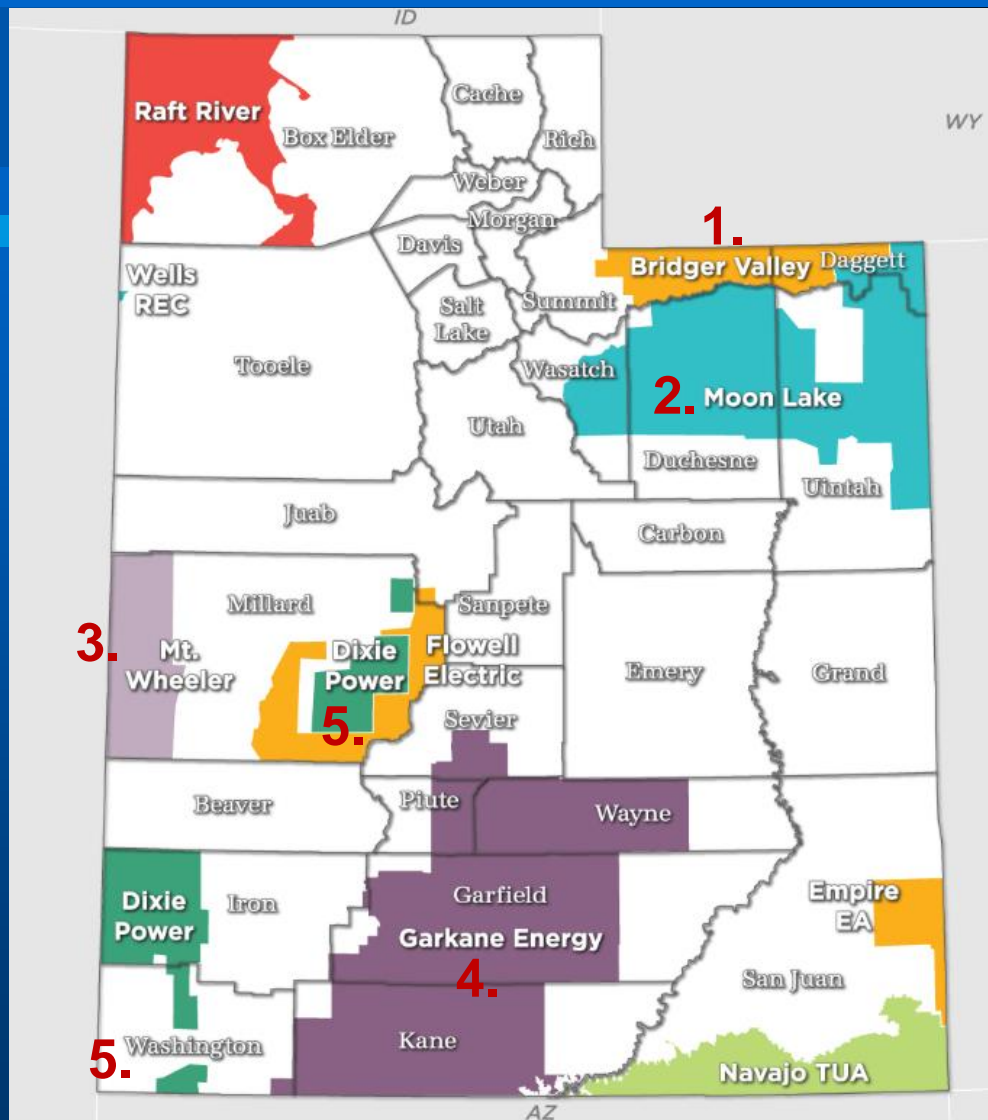 ID
Cache
Raft River
Box Elder
Rich
WY
Weber
Morgan
1.
Davis
Wells
REC
Bridger Valley
Daggett
Summit
Salt
Lake
Tooele
Wasatch
2.
Moon Lake
Utah
Duchesne
Uintah
Juab
Carbon
Millard
Sanpete
3.
Mt.
Wheeler
Dixie
Power
Flowell
Electric
Emery
Grand
5.
Sevier
Beaver
Piute
Wayne
Dixie
Power
Iron
Garfield
Empire
EA
Garkane Energy
4.
San Juan
5.
Washington
Kane
Navajo TUA
AZ